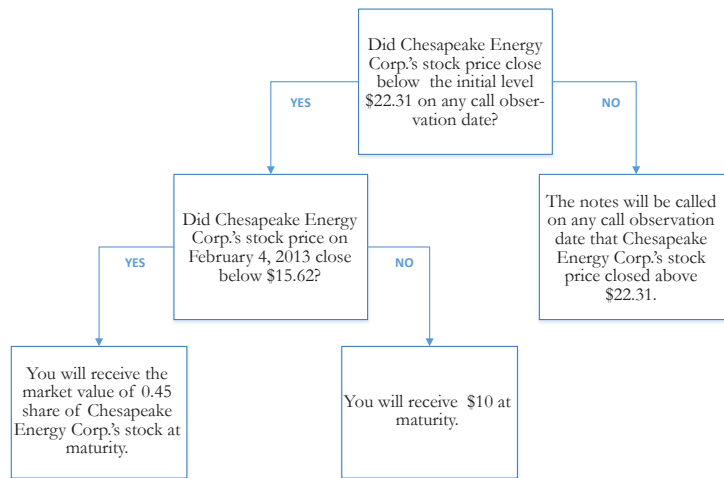 Did Chesapeake Energy
Corp.'s stock price close
below the initial level
$22.31 on any call obser-
vation date?
YES
NO
Did Chesapeake Energy
Corp.'s stock price on
February 4, 2013 close
below $15.62?
The notes will be called
on any call observation
date that Chesapeake
Energy Corp.'s stock
price closed above
$22.31.
YES
NO
You will receive the
market value of 0.45
share of Chesapeake
Energy Corp.'s stock at
maturity.
You will receive $10 at
maturity.